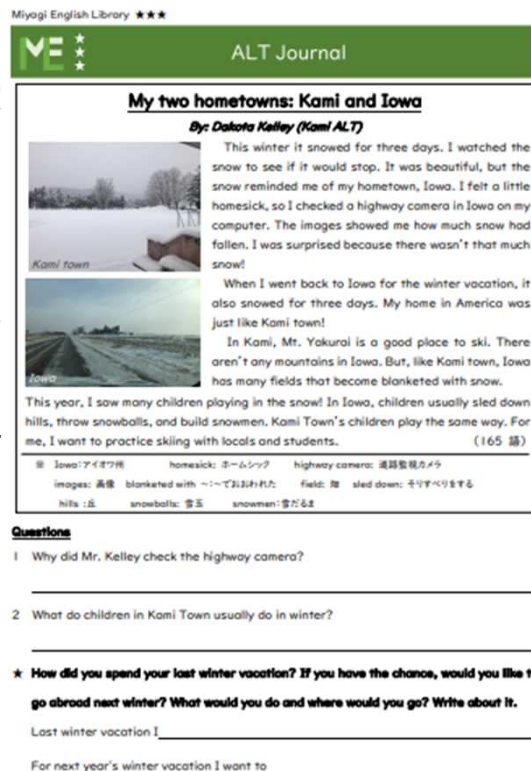 Miyagi English Library ★★★
ME ★★★
ALT Journal
My two hometowns: Kami and Iowa
By: Dakota Kelley (Kami ALT)
This winter it snowed for three days. I watched the
snow to see if it would stop. It was beautiful, but the
snow reminded me of my hometown, Iowa. I felt a little
homesick, so I checked a highway camera in Iowa on my
computer. The images showed me how much snow had
fallen. I was surprised because there wasn't that much
snow!
Kami town
When I went back to Iowa for the winter vacation, it
also snowed for three days. My home in America was
just like Kami town!
In Kami, Mt. Yakurai is a good place to ski. There
aren't any mountains in Iowa. But, like Kami town, Iowa
has many fields that become blanketed with snow.
Iowa
This year, I saw many children playing in the snow! In Iowa, children usually sled down
hills, throw snowballs, and build snowmen. Kami Town's children play the same way. For
me, I want to practice skiing with locals and students. (165 語)
※ Iowa:アイオワ州 homesick: ホームシック highway camera: 道路監視カメラ
images: 画像 blanketed with ～:～でおおわれた field: 畑 sled down: そりすべりをする
hills :丘 snowballs: 雪玉 snowmen:雪だるま
Questions
1 Why did Mr. Kelley check the highway camera?
2 What do children in Kami Town usually do in winter?
★ How did you spend your last winter vacation? If you have the chance, would you like t
go abroad next winter? What would you do and where would you go? Write about it.
Last winter vacation I
For next year's winter vacation I want to